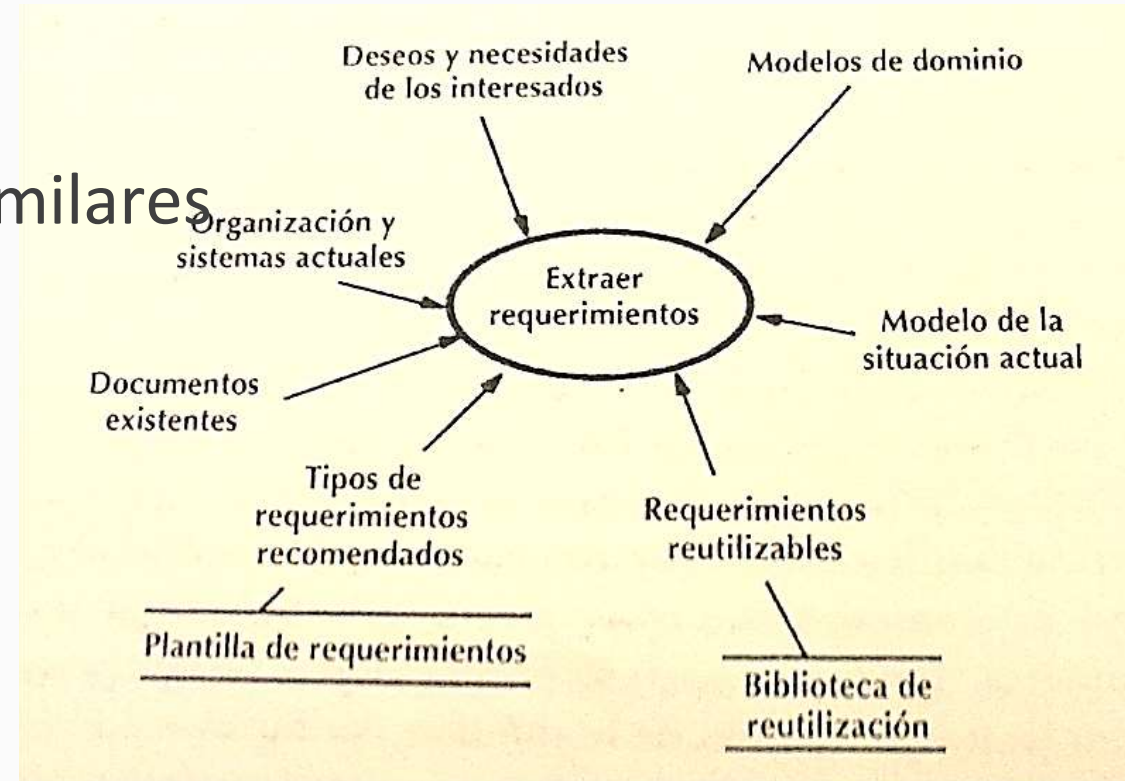 Deseos y necesidades
de los interesados
Modelos de dominio
milares
Organización y
sistemas actuales
Extraer
requerimientos
Modelo de la
situación actual
Documentos
existentes
Tipos de
requerimientos
recomendados
Requerimientos
reutilizables
Plantilla de requerimientos
Biblioteca de
reutilización